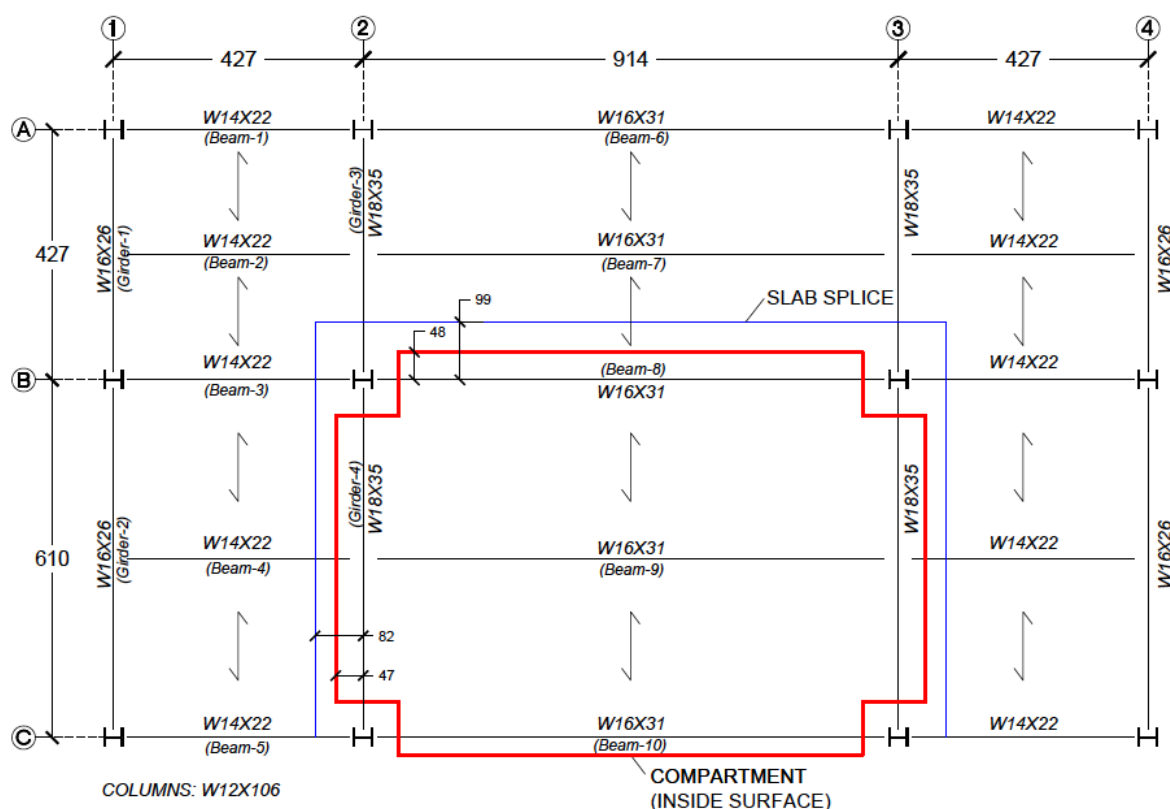 1 2 3 4
427 914 427
A W14X22 W16X31 W14X22
(Beam-1) (Beam-6)
W16X26
(Girder-1)
(Girder-3)
W18X35
W18X35
W16X26
427
W14X22 W16X31 W14X22
(Beam-2) (Beam-7)
99
SLAB SPLICE
48
B W14X22 (Beam-8) W14X22
(Beam-3) W16X31
W16X26
(Girder-2)
(Girder-4)
W18X35
W18X35
W16X26
610
W14X22 W16X31 W14X22
(Beam-4) (Beam-9)
82
47
C W14X22 W16X31 W14X22
(Beam-5) (Beam-10)
COLUMNS: W12X106
COMPARTMENT
(INSIDE SURFACE)